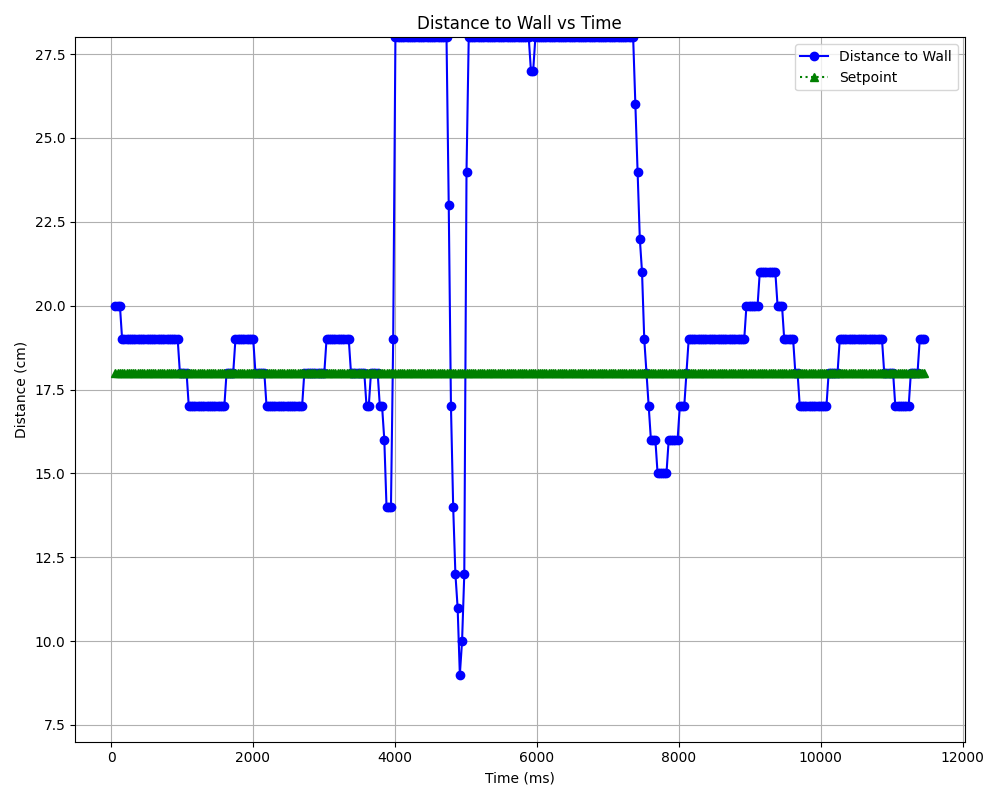 Distance to Wall vs Time
27.5
25.0
22.5
20.0
17.5
15.0
12.5
10.0
7.5
Distance (cm)
Distance to Wall
Setpoint
0 2000 4000 6000 8000 10000 12000
Time (ms)